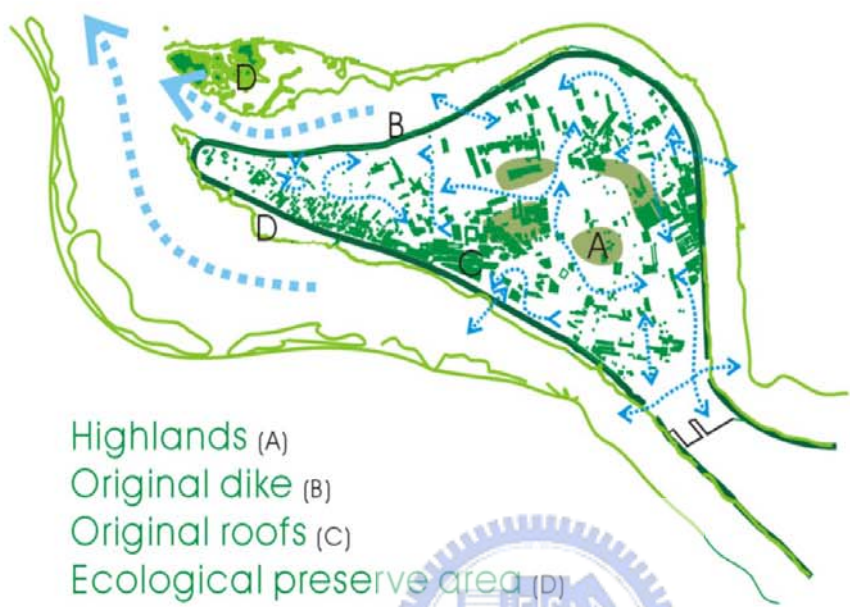 D
B
D
C
A
Highlands (A)
Original dike (B)
Original roofs (C)
Ecological preserve area (D)